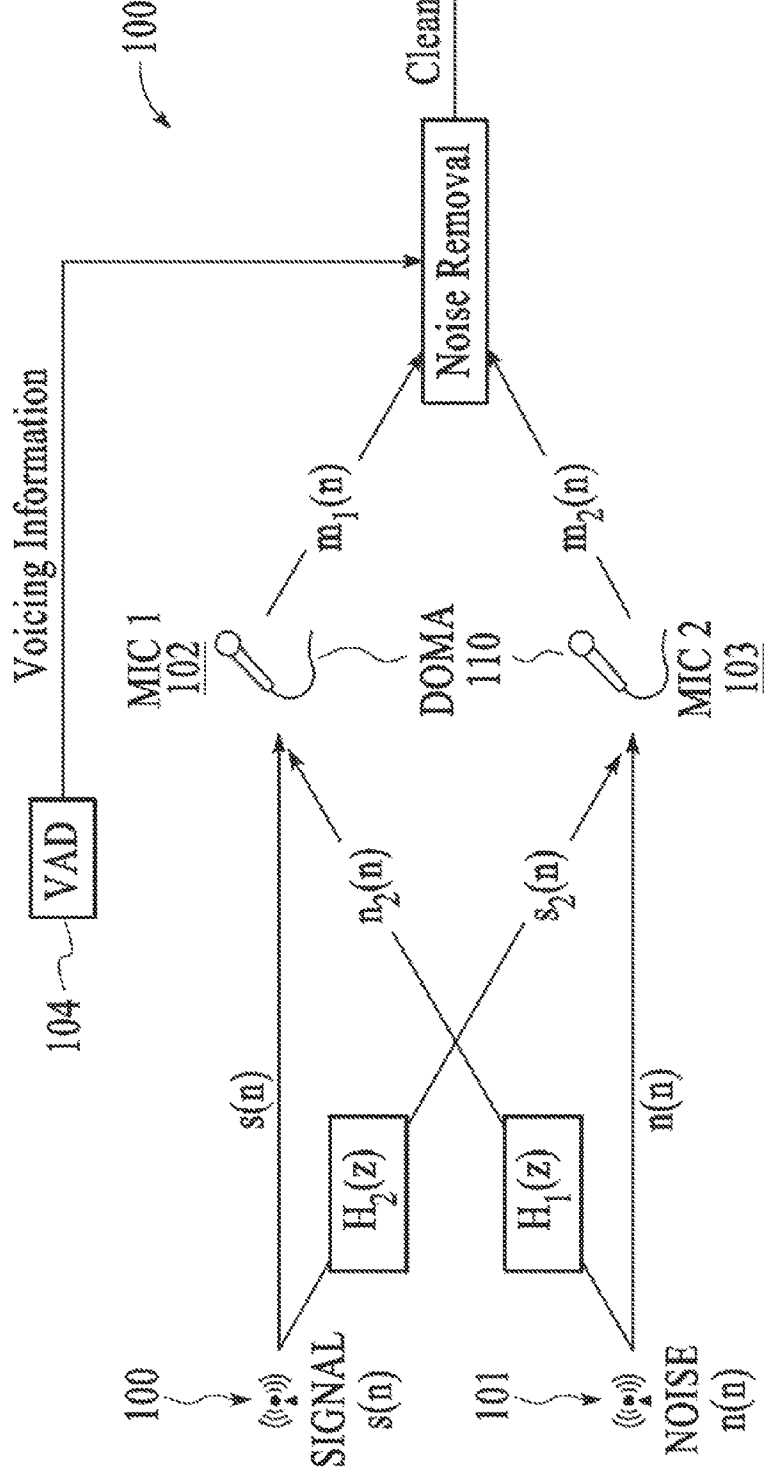 100
Voicing Information
VAD
104
MIC 1
102
Clean
Noise Removal
s(n)
m₁(n)
100
SIGNAL
s(n)
H₂(z)
n₂(n)
DOMA
110
101
H₁(z)
s₂(n)
m₂(n)
NOISE
n(n)
n(n)
MIC 2
103